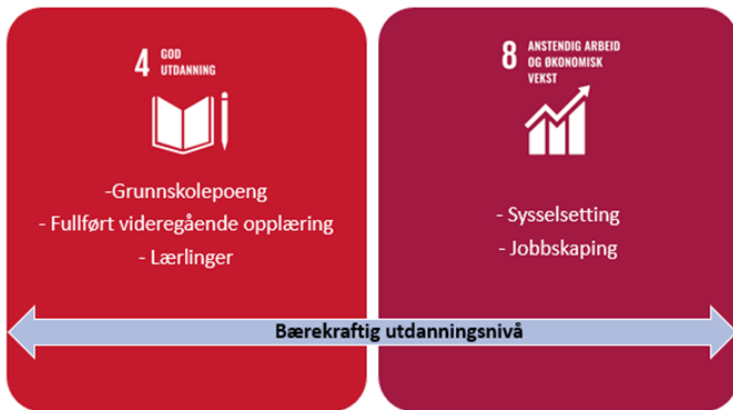 4 GOD
UTDANNING
-Grunnskolepoeng
- Fullført videregående opplæring
- Lærlinger
8 ANSTENDIG ARBEID
OG ØKONOMISK
VEKST
- Sysselsetting
- Jobbskaping
Bærekraftig utdanningsnivå